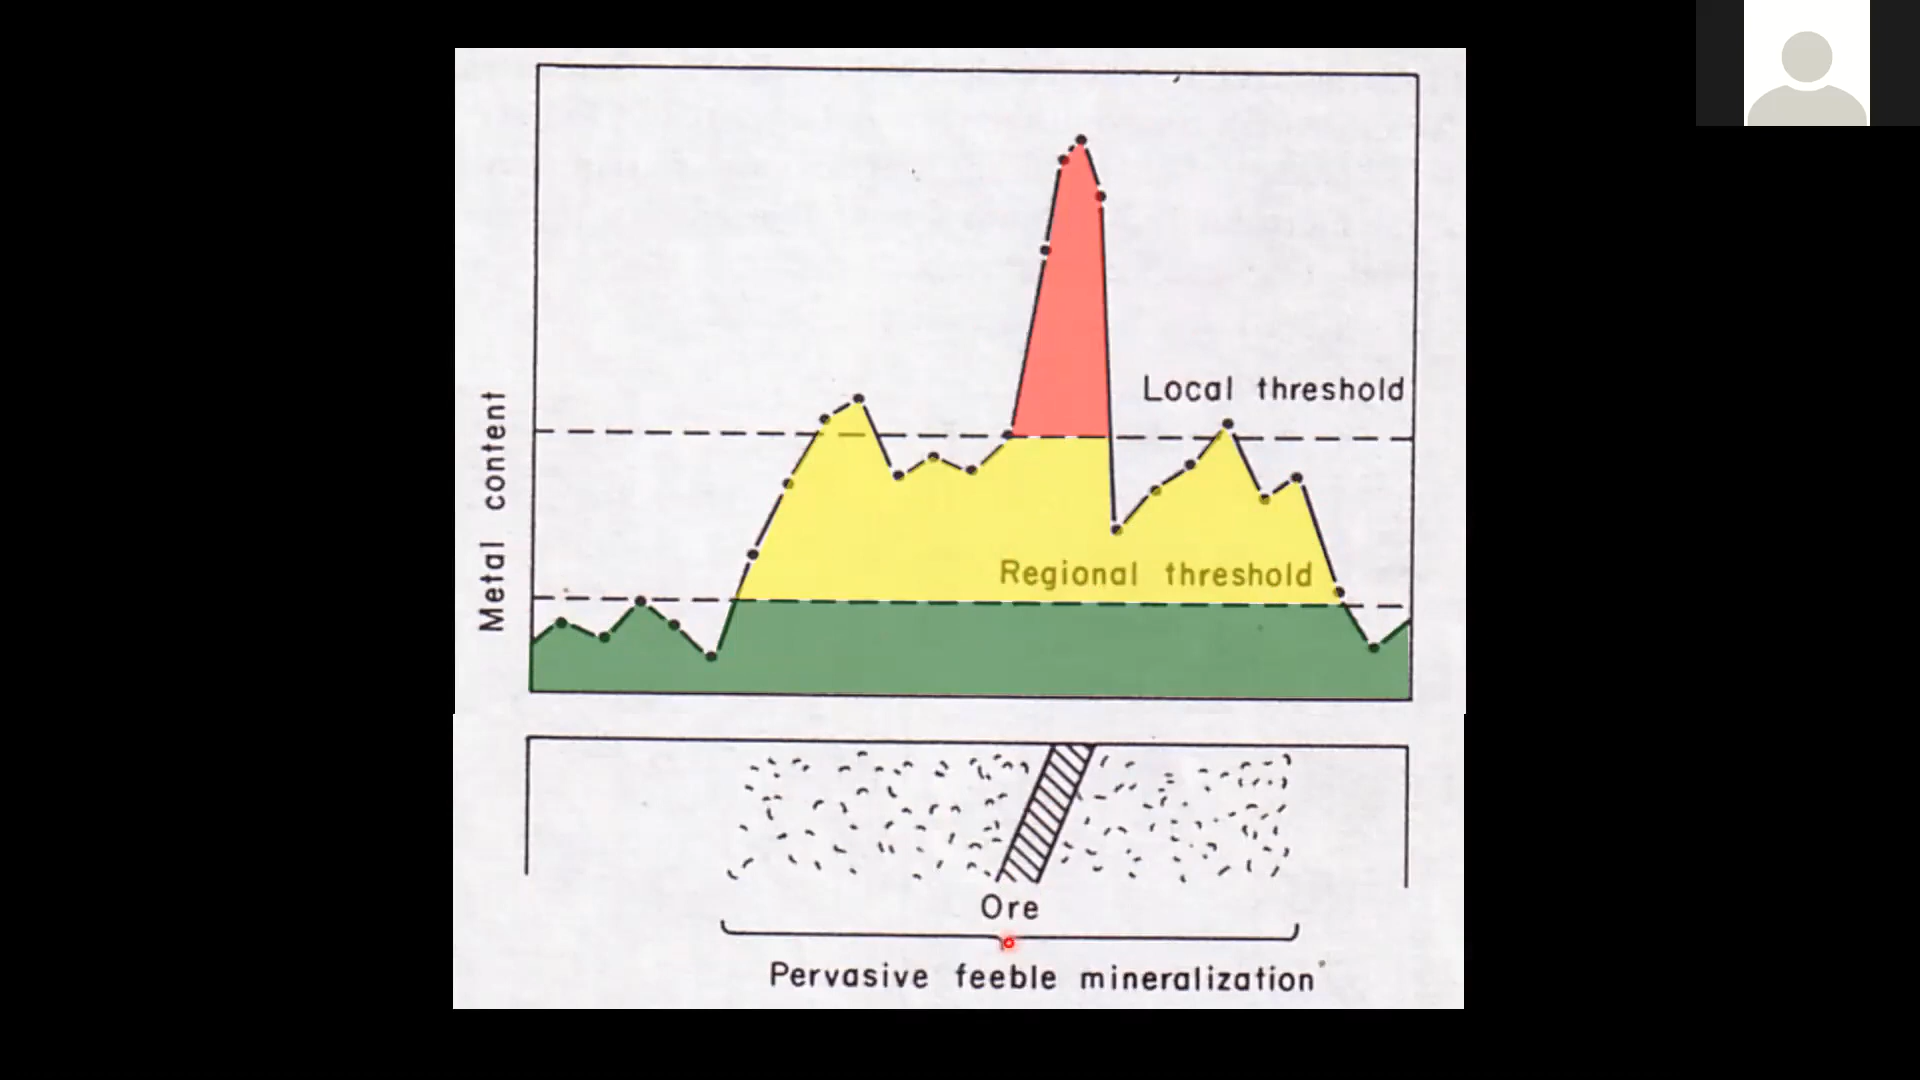 Metal content
Local threshold
Regional threshold
Ore
Pervasive feeble mineralization